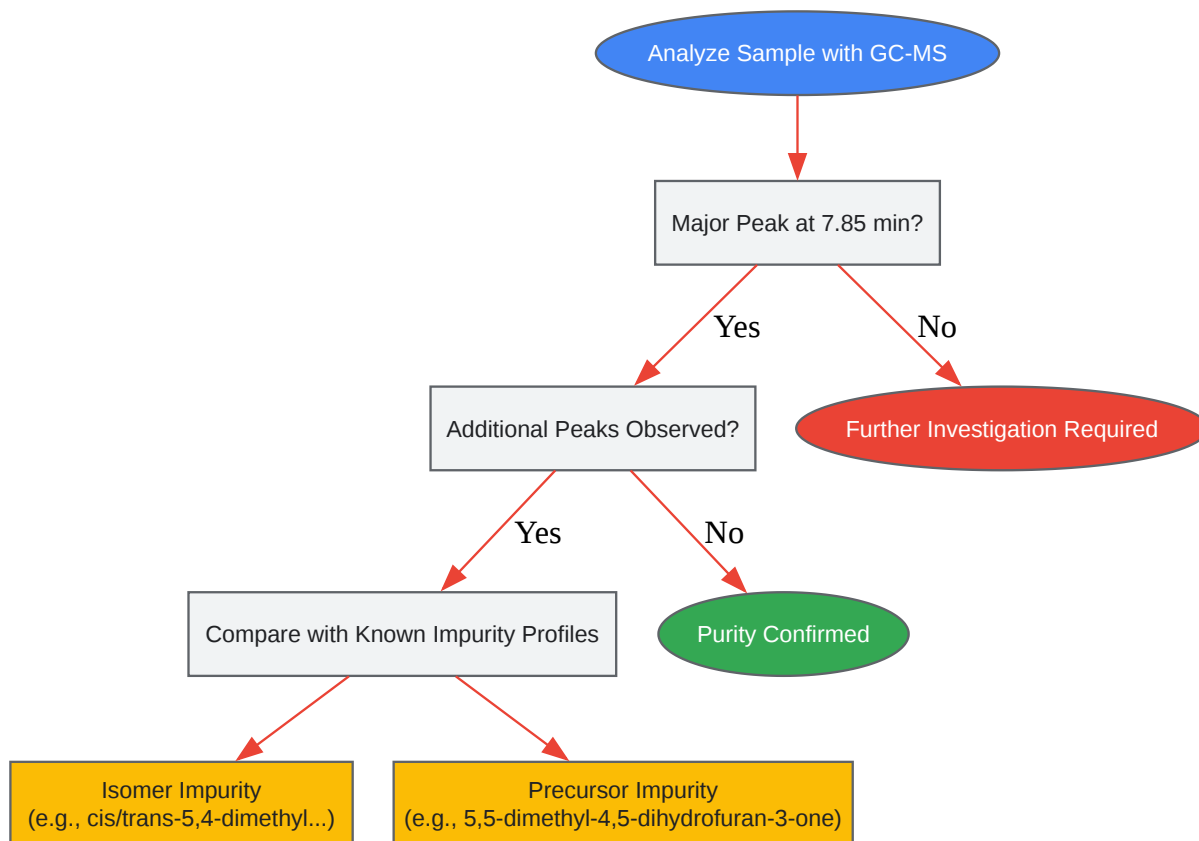 Analyze Sample with GC-MS
Major Peak at 7.85 min?
Yes
No
Additional Peaks Observed?
Further Investigation Required
Yes
No
Compare with Known Impurity Profiles
Purity Confirmed
Isomer Impurity
(e.g., cis/trans-5,4-dimethyl...)
Precursor Impurity
(e.g., 5,5-dimethyl-4,5-dihydrofuran-3-one)